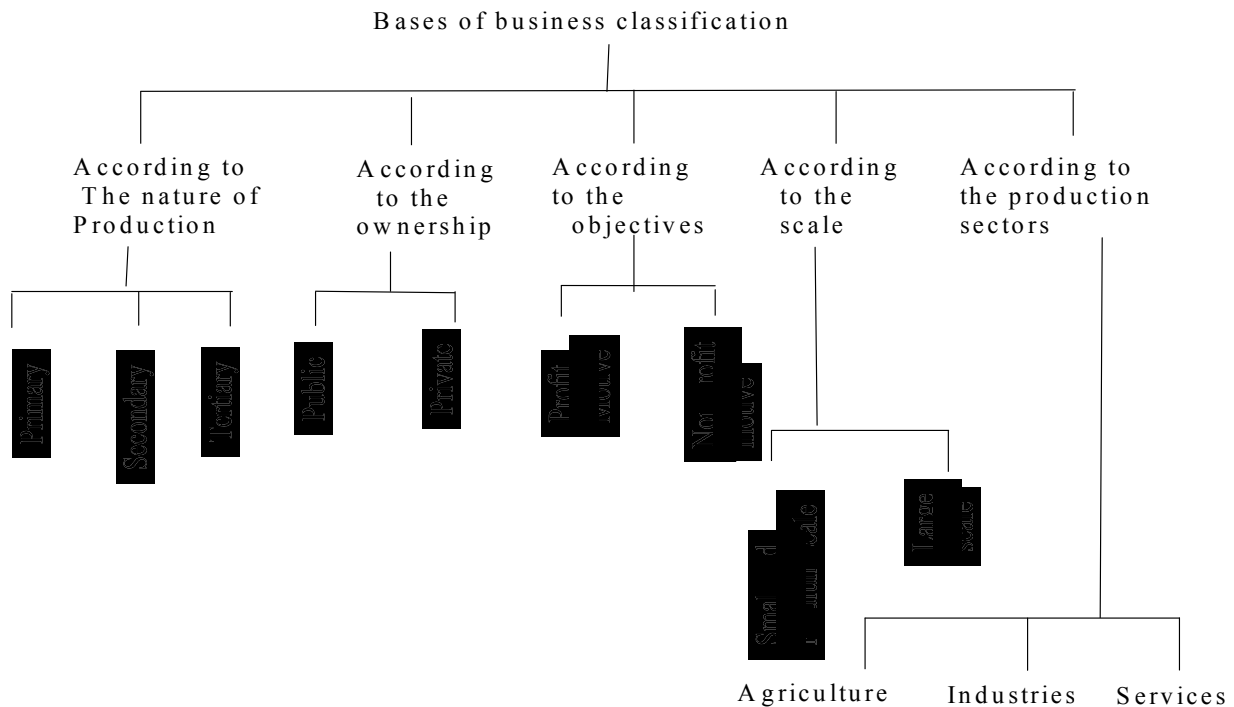 Bases of business classification
According to
The nature of
Production
According
to the
ownership
According
to the
objectives
According
to the
scale
According to
the production
sectors
Primary
Secondary
Tertiary
Public
Private
Profit
Large
scale
Agriculture
Industries
Services